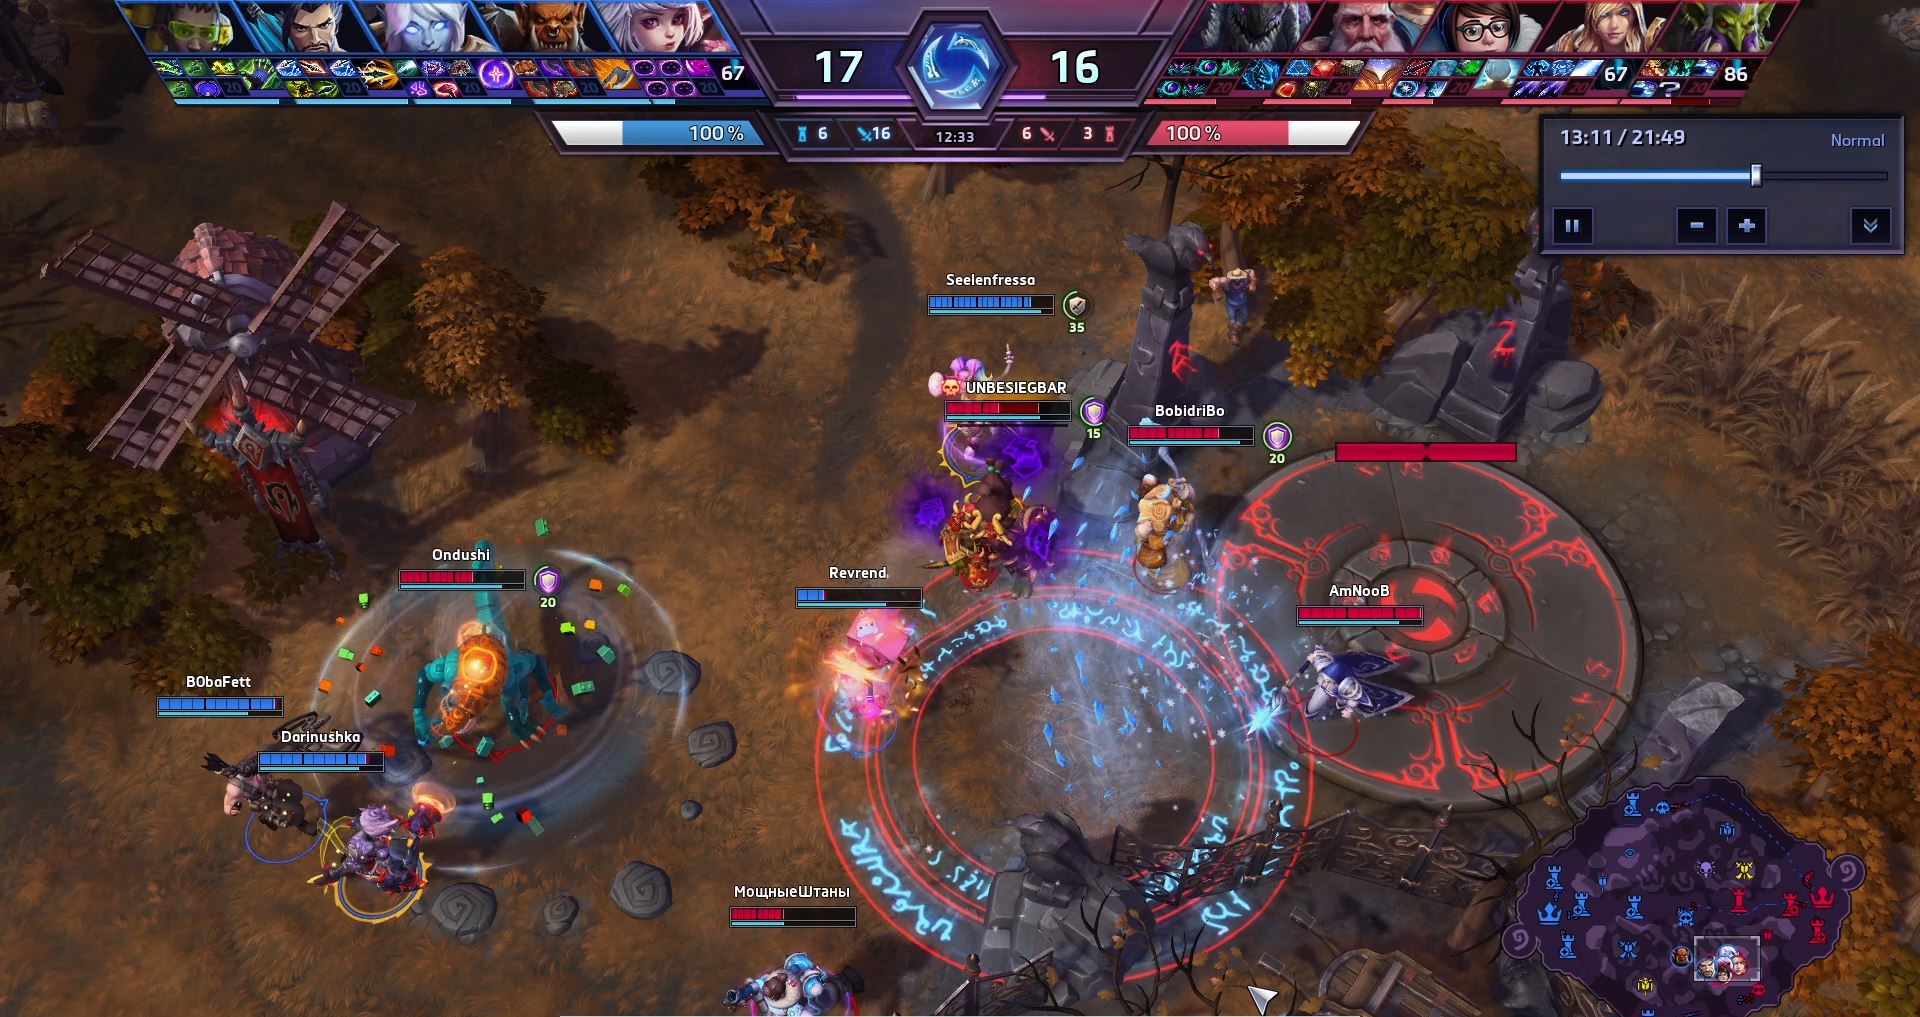 67
17
16
67
86
100 %
6
16
12:33
6
3
100 %
13:11 / 21:49
Normal
Seelenfressa
35
UNBESIEGBAR
15
BobidriBo
20
Ondushi
20
Revrend
AmNooB
B0baFett
Darinushka
МощныеШтаны